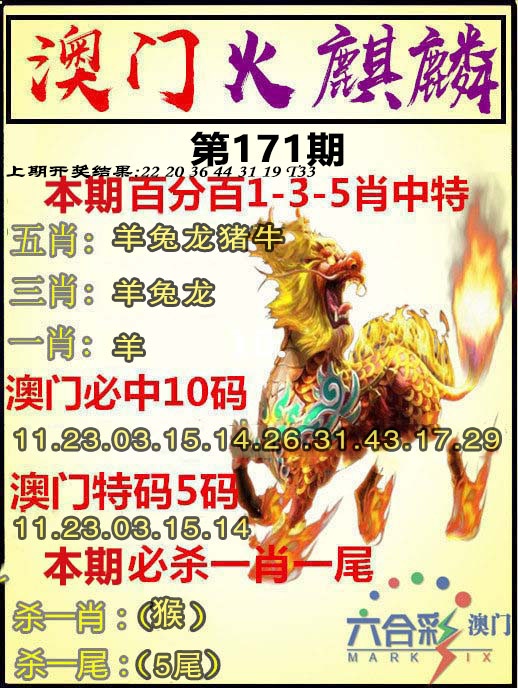 澳门火麒麟
第171期
上期开奖结果:22 20 36 44 31 19 T33
本期百分百1-3-5肖中特
五肖：羊兔龙猪牛
三肖：羊兔龙
一肖：羊
澳门必中10码
11.23.03.15.14.26.31.43.17.29
澳门特码5码
11.23.03.15.14
本期必杀一肖一尾
杀一肖：(猴)
杀一尾：(5尾)
六合彩澳门
MARK SIX